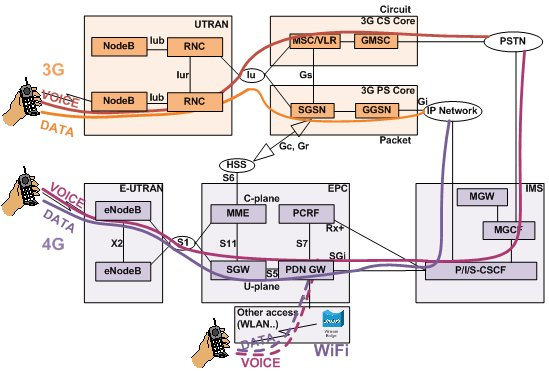 Circuit
UTRAN
3G CS Core
NodeB
Iub
RNC
MSC/VLR
GMSC
PSTN
Iur
Iu
Gs
3G
3G PS Core
VOICE
NodeB
Iub
RNC
SGSN
GGSN
Gi
IP Network
DATA
Packet
Gc, Gr
HSS
S6
E-UTRAN
EPC
IMS
VOICE
eNodeB
C-plane
MME
PCRF
MGW
DATA
Rx+
MGCF
4G
X2
S1
S11
S7
SGi
eNodeB
SGW
S5
PDN GW
P/I/S-CSCF
U-plane
Other access
(WLAN..)
DATA
WiFi
VOICE